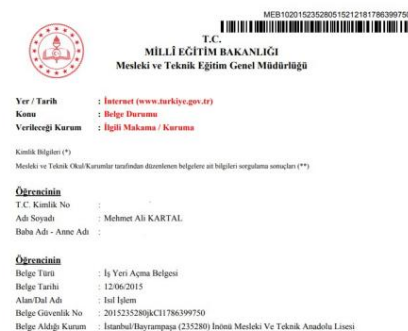 MEB102015235280515212181786399750
T.C.
MİLLÎ EĞİTİM BAKANLIĞI
Mesleki ve Teknik Eğitim Genel Müdürlüğü
Yer / Tarih : İnternet (www.turkiye.gov.tr)
Konu : Belge Durumu
Verileceği Kurum : İlgili Makama / Kuruma
Kimlik Bilgileri (*)
Mesleki ve Teknik Okul/Kurumlar tarafından düzenlenen belgelere ait bilgileri sorgulama sonuçları (**)
Öğrencinin
T.C. Kimlik No :
Adı Soyadı : Mehmet Ali KARTAL
Baba Adı - Anne Adı :
Öğrencinin
Belge Türü : İş Yeri Açma Belgesi
Belge Tarihi : 12/06/2015
Alan/Dal Adı : Isıl İşlem
Belge Güvenlik No : 2015235280jkCI1786399750
Belge Aldığı Kurum : İstanbul/Bayrampaşa (235280) İnönü Mesleki Ve Teknik Anadolu Lisesi